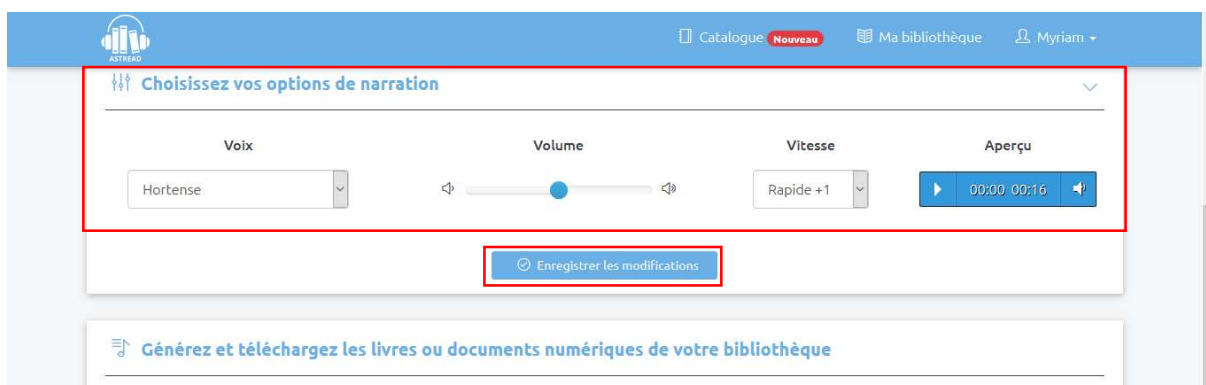 ASTREAD
Catalogue Nouveau Ma bibliothèque Myriam
Choisissez vos options de narration
Voix Volume Vitesse Aperçu
Hortense Rapide +1 00:00 00:16
Enregistrer les modifications
Générez et téléchargez les livres ou documents numériques de votre bibliothèque